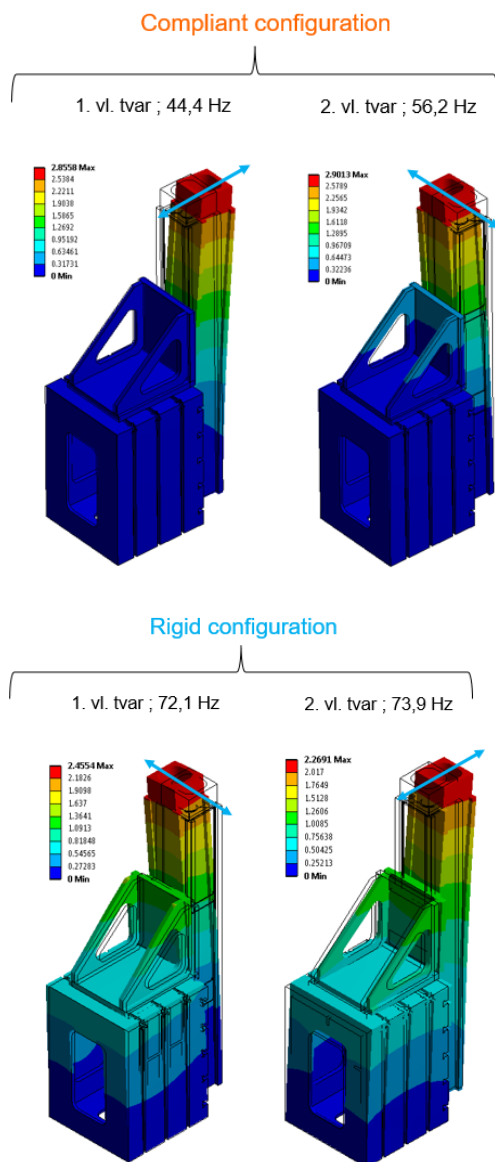 Compliant configuration
1. vl. tvar ; 44,4 Hz
2. vl. tvar ; 56,2 Hz
2.8558 Max
2.5384
2.2211
1.9038
1.5865
1.2692
0.95192
0.63461
0.31731
0 Min
2.9013 Max
2.5789
2.2565
1.9342
1.6118
1.2895
0.96709
0.64473
0.32236
0 Min
Rigid configuration
1. vl. tvar ; 72,1 Hz
2. vl. tvar ; 73,9 Hz
2.4554 Max
2.1826
1.9098
1.637
1.3641
1.0913
0.81848
0.54565
0.27283
0 Min
2.2691 Max
2.017
1.7649
1.5128
1.2606
1.0085
0.75638
0.50425
0.25213
0 Min